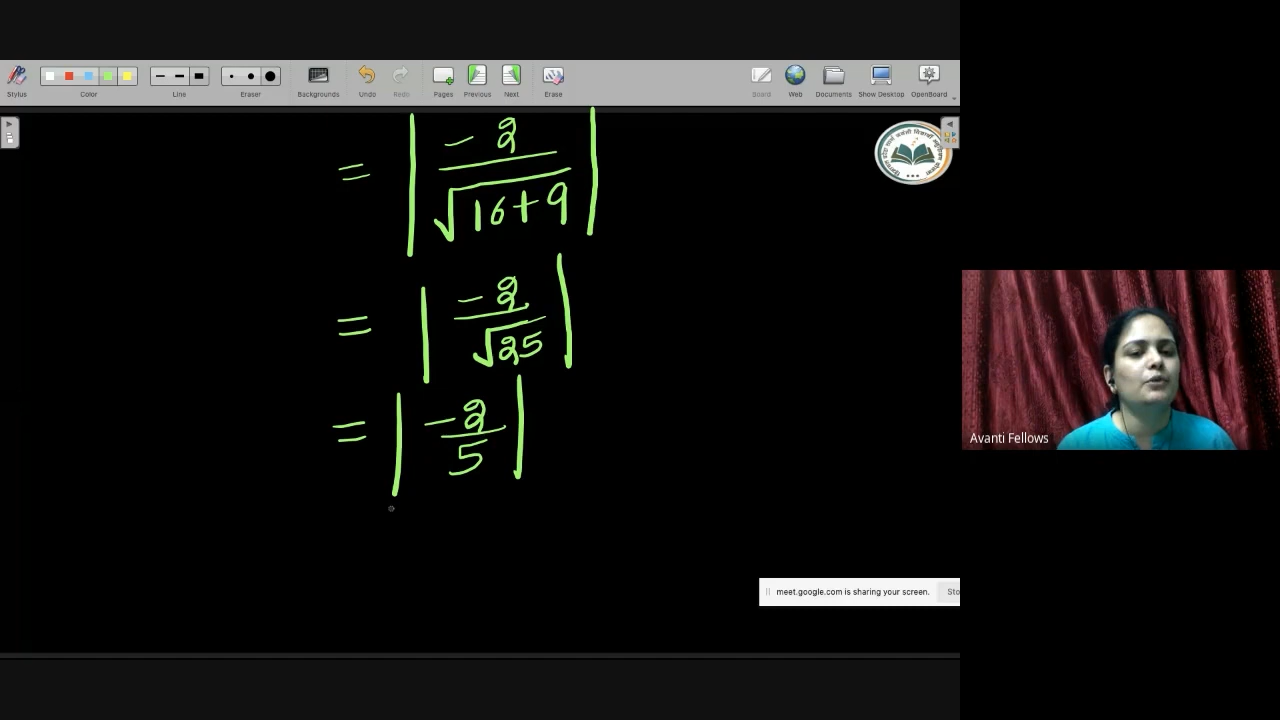 Stylus Color Line Eraser Backgrounds Undo Redo Pages Previous Next Erase Board Web Documents Show Desktop OpenBoard
= | -2 / √16+9 |
= | -2 / √25 |
= | -2 / 5 |
Avanti Fellows
meet.google.com is sharing your screen. Sto